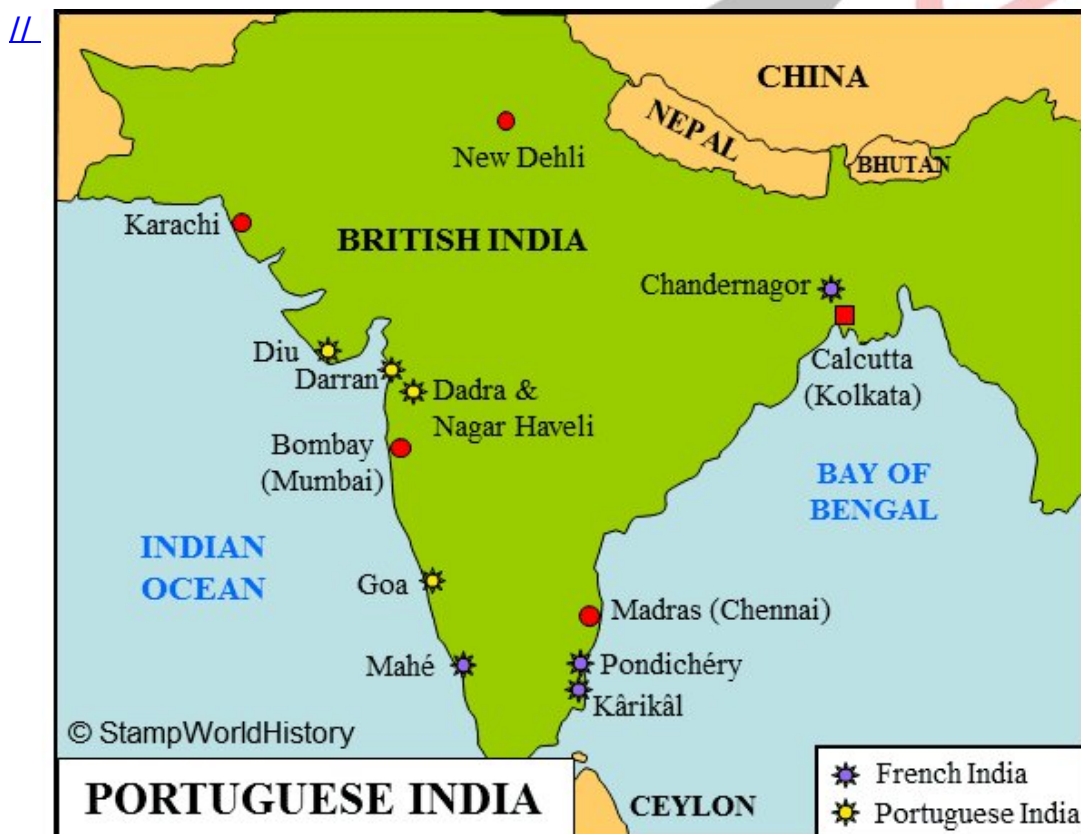 //
CHINA
NEPAL
BHUTAN
New Dehli
Karachi
BRITISH INDIA
Chandernagor
Diu
Darran
Calcutta
(Kolkata)
Dadra &
Nagar Haveli
Bombay
(Mumbai)
BAY OF
BENGAL
INDIAN
OCEAN
Goa
Madras (Chennai)
Mahé
Pondichéry
Kârikâl
© StampWorldHistory
PORTUGUESE INDIA
CEYLON
French India
Portuguese India